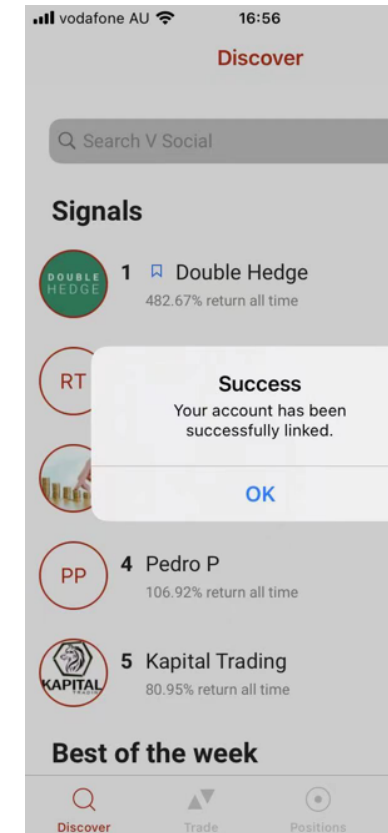 vodafone AU 16:56
Discover
Search V Social
Signals
DOUBLE
HEDGE
1 Double Hedge
482.67% return all time
RT
Success
Your account has been
successfully linked.
OK
PP
4 Pedro P
106.92% return all time
KAPITAL
TRADING
5 Kapital Trading
80.95% return all time
Best of the week
Discover Trade Positions